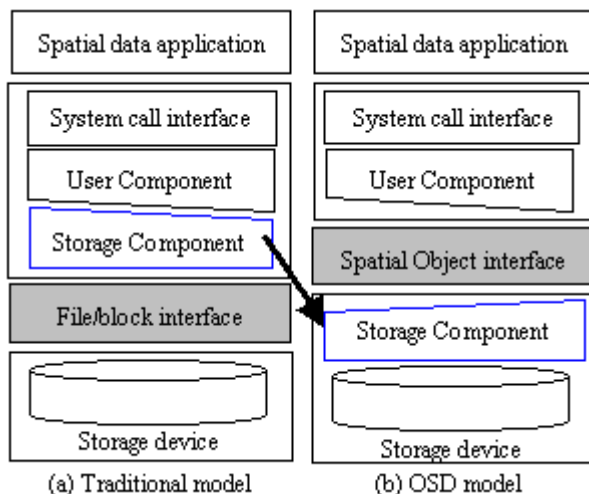 Spatial data application
System call interface
User Component
Storage Component
File/block interface
Storage device
(a) Traditional model
Spatial data application
System call interface
User Component
Spatial Object interface
Storage Component
Storage device
(b) OSD model